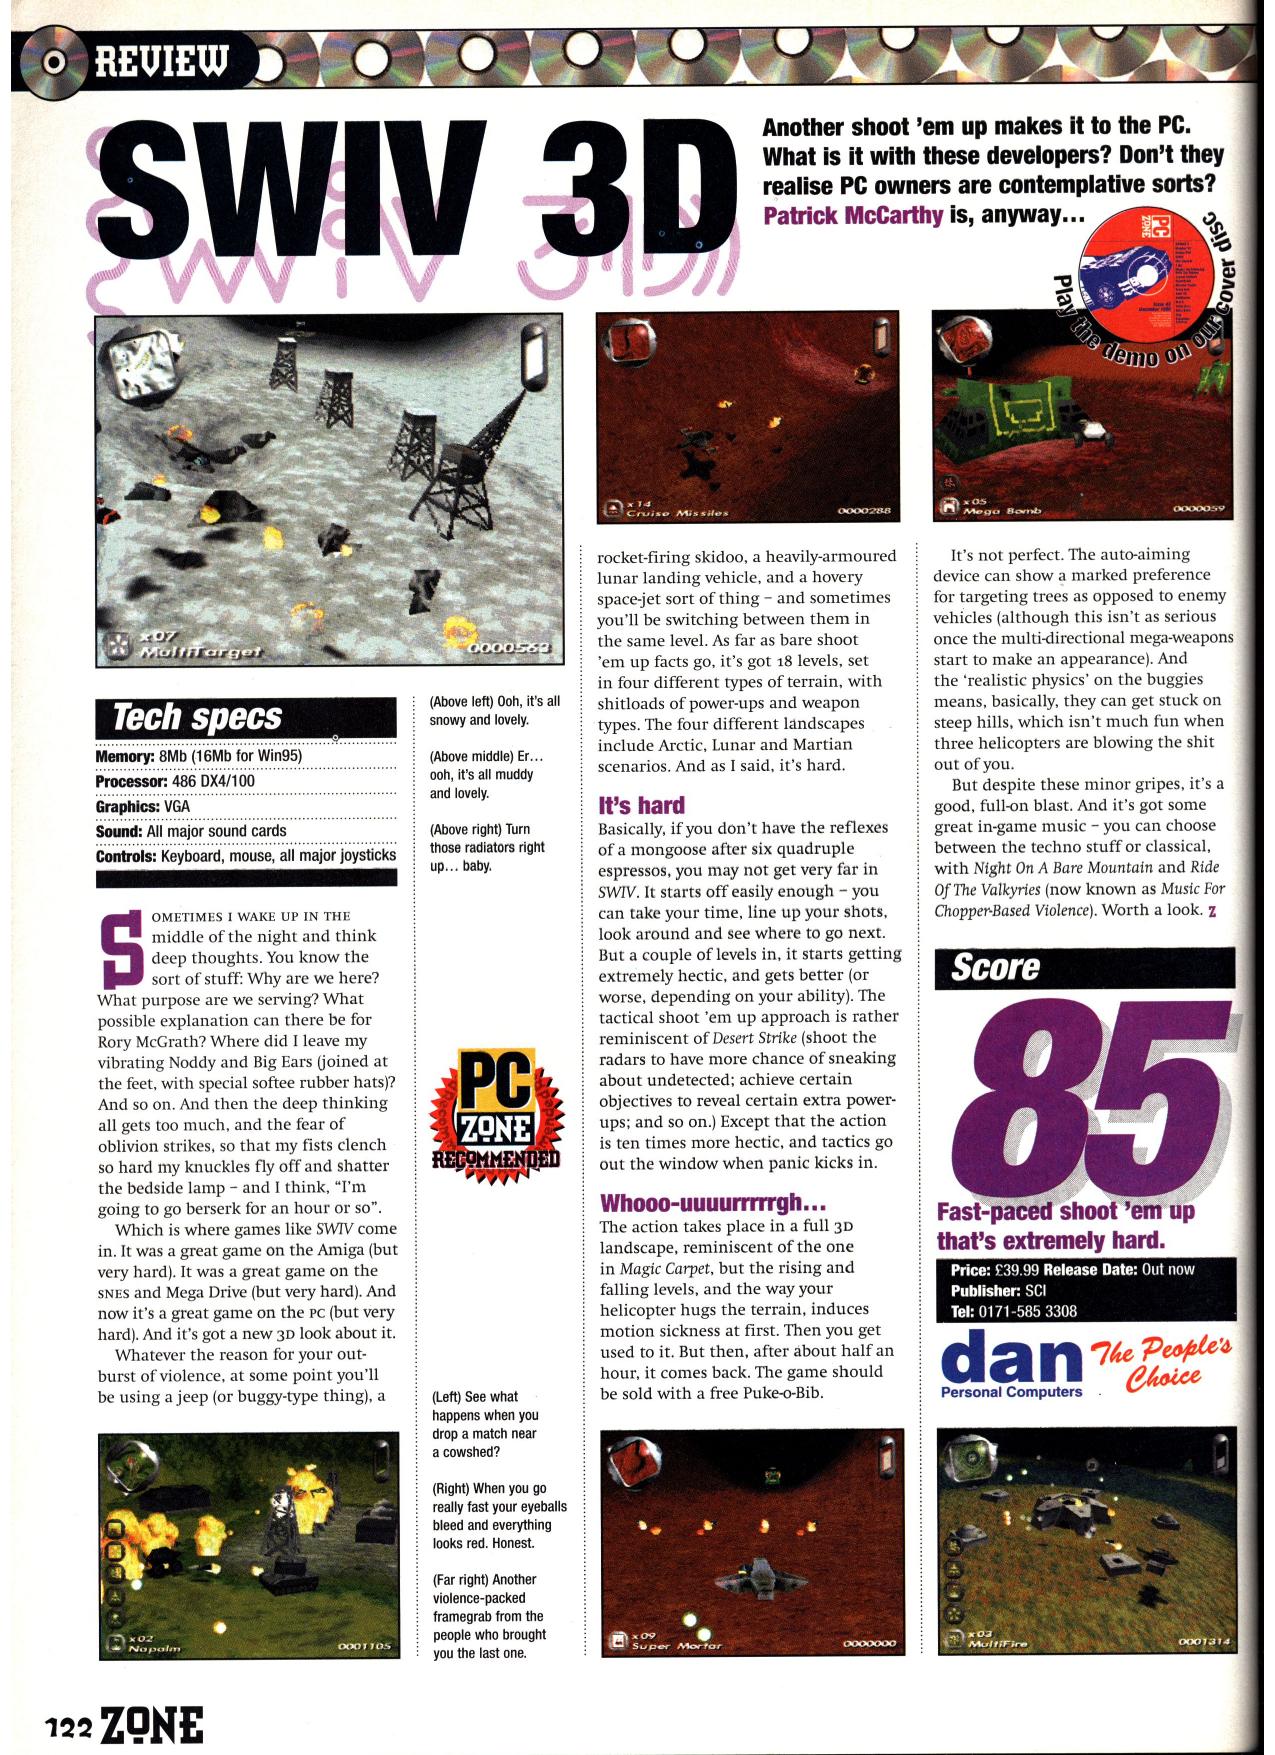 REVIEW
SWIV 3D
SWIV 3D
Another shoot 'em up makes it to the PC.
What is it with these developers? Don't they
realise PC owners are contemplative sorts?
Patrick McCarthy is, anyway...
PC ZONE
Play the demo on our cover disc
x07
MultiTarget
0000563
x14
Cruise Missiles
0000288
x05
Mega Bomb
0000059
Tech specs
Memory: 8Mb (16Mb for Win95)
Processor: 486 DX4/100
Graphics: VGA
Sound: All major sound cards
Controls: Keyboard, mouse, all major joysticks
(Above left) Ooh, it's all
snowy and lovely.
(Above middle) Er...
ooh, it's all muddy
and lovely.
(Above right) Turn
those radiators right
up... baby.
SOMETIMES I WAKE UP IN THE
middle of the night and think
deep thoughts. You know the
sort of stuff: Why are we here?
What purpose are we serving? What
possible explanation can there be for
Rory McGrath? Where did I leave my
vibrating Noddy and Big Ears (joined at
the feet, with special softee rubber hats)?
And so on. And then the deep thinking
all gets too much, and the fear of
oblivion strikes, so that my fists clench
so hard my knuckles fly off and shatter
the bedside lamp – and I think, "I'm
going to go berserk for an hour or so".
Which is where games like SWIV come
in. It was a great game on the Amiga (but
very hard). It was a great game on the
SNES and Mega Drive (but very hard). And
now it's a great game on the PC (but very
hard). And it's got a new 3D look about it.
Whatever the reason for your out-
burst of violence, at some point you'll
be using a jeep (or buggy-type thing), a
PC
ZONE
RECOMMENDED
(Left) See what
happens when you
drop a match near
a cowshed?
(Right) When you go
really fast your eyeballs
bleed and everything
looks red. Honest.
(Far right) Another
violence-packed
framegrab from the
people who brought
you the last one.
rocket-firing skidoo, a heavily-armoured
lunar landing vehicle, and a hovery
space-jet sort of thing – and sometimes
you'll be switching between them in
the same level. As far as bare shoot
'em up facts go, it's got 18 levels, set
in four different types of terrain, with
shitloads of power-ups and weapon
types. The four different landscapes
include Arctic, Lunar and Martian
scenarios. And as I said, it's hard.
It's hard
Basically, if you don't have the reflexes
of a mongoose after six quadruple
espressos, you may not get very far in
SWIV. It starts off easily enough – you
can take your time, line up your shots,
look around and see where to go next.
But a couple of levels in, it starts getting
extremely hectic, and gets better (or
worse, depending on your ability). The
tactical shoot 'em up approach is rather
reminiscent of Desert Strike (shoot the
radars to have more chance of sneaking
about undetected; achieve certain
objectives to reveal certain extra power-
ups; and so on.) Except that the action
is ten times more hectic, and tactics go
out the window when panic kicks in.
Whooo-uuuurrrrrgh...
The action takes place in a full 3D
landscape, reminiscent of the one
in Magic Carpet, but the rising and
falling levels, and the way your
helicopter hugs the terrain, induces
motion sickness at first. Then you get
used to it. But then, after about half an
hour, it comes back. The game should
be sold with a free Puke-o-Bib.
It's not perfect. The auto-aiming
device can show a marked preference
for targeting trees as opposed to enemy
vehicles (although this isn't as serious
once the multi-directional mega-weapons
start to make an appearance). And
the 'realistic physics' on the buggies
means, basically, they can get stuck on
steep hills, which isn't much fun when
three helicopters are blowing the shit
out of you.
But despite these minor gripes, it's a
good, full-on blast. And it's got some
great in-game music – you can choose
between the techno stuff or classical,
with Night On A Bare Mountain and Ride
Of The Valkyries (now known as Music For
Chopper-Based Violence). Worth a look. Z
Score
85
Fast-paced shoot 'em up
that's extremely hard.
Price: £39.99 Release Date: Out now
Publisher: SCI
Tel: 0171-585 3308
dan
Personal Computers
The People's
Choice
x02
Napalm
0001105
x09
Super Mortar
0000000
x03
MultiFire
0001314
122 ZONE